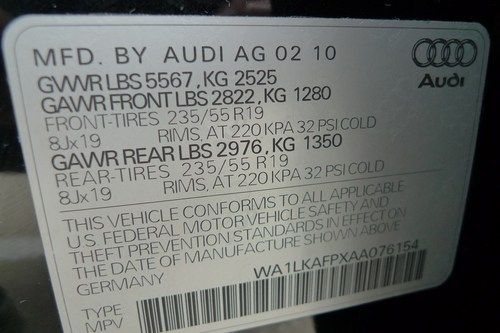 MFD. BY AUDI AG 02 10
GVWR LBS 5567, KG 2525
GAWR FRONT LBS 2822, KG 1280
FRONT-TIRES 235/55 R19
8Jx19 RIMS, AT 220 KPA 32 PSI COLD
GAWR REAR LBS 2976, KG 1350
REAR-TIRES 235/55 R19
8Jx19 RIMS, AT 220 KPA 32 PSI COLD
Audi
THIS VEHICLE CONFORMS TO ALL APPLICABLE
U.S. FEDERAL MOTOR VEHICLE SAFETY AND
THEFT PREVENTION STANDARDS IN EFFECT ON
THE DATE OF MANUFACTURE SHOWN ABOVE.
GERMANY WA1LKAFPXAA076154
TYPE
MPV